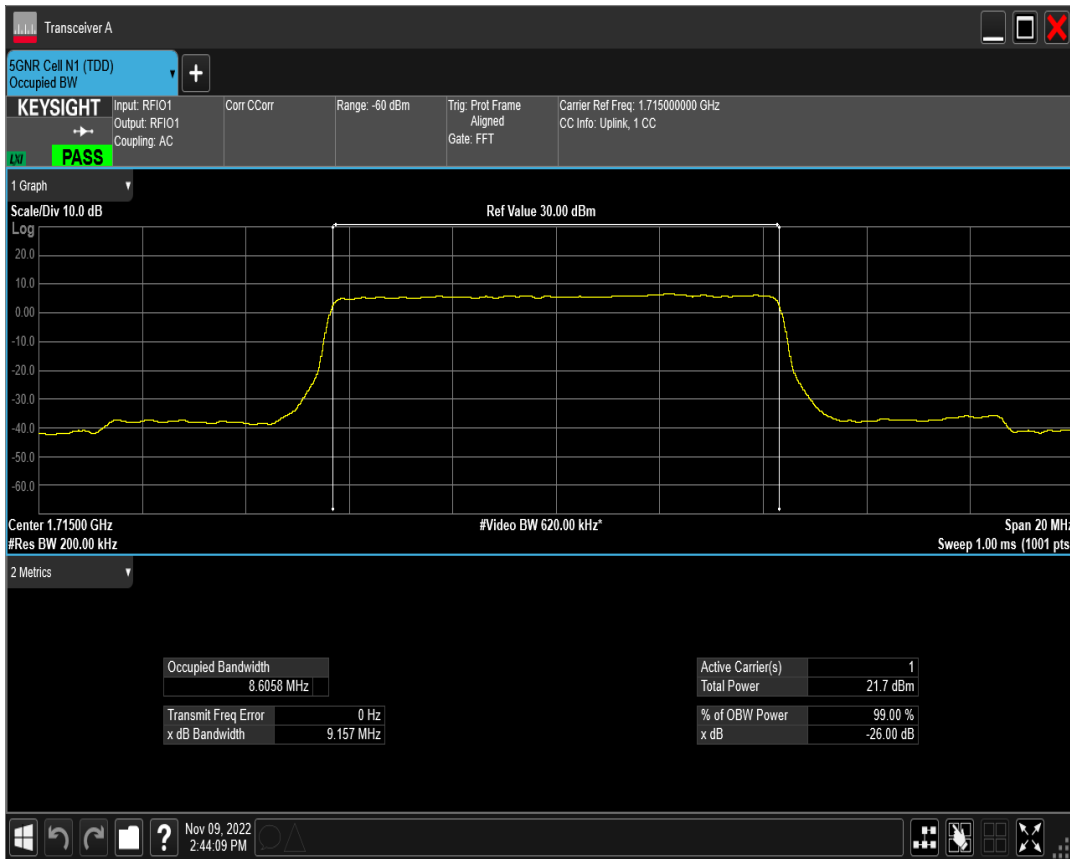 Transceiver A
5GNR Cell N1 (TDD)
Occupied BW
+
KEYSIGHT
LXI
PASS
Input: RFIO1
Output: RFIO1
Coupling: AC
Corr CCorr
Range: -60 dBm
Trig: Prot Frame
Aligned
Gate: FFT
Carrier Ref Freq: 1.715000000 GHz
CC Info: Uplink, 1 CC
1 Graph
Scale/Div 10.0 dB
Ref Value 30.00 dBm
Log
20.0
10.0
0.00
-10.0
-20.0
-30.0
-40.0
-50.0
-60.0
Center 1.71500 GHz
#Video BW 620.00 kHz*
Span 20 MHz
#Res BW 200.00 kHz
Sweep 1.00 ms (1001 pts
2 Metrics
Occupied Bandwidth
8.6058 MHz
Transmit Freq Error 0 Hz
x dB Bandwidth 9.157 MHz
Active Carrier(s) 1
Total Power 21.7 dBm
% of OBW Power 99.00 %
x dB -26.00 dB
?
Nov 09, 2022
2:44:09 PM